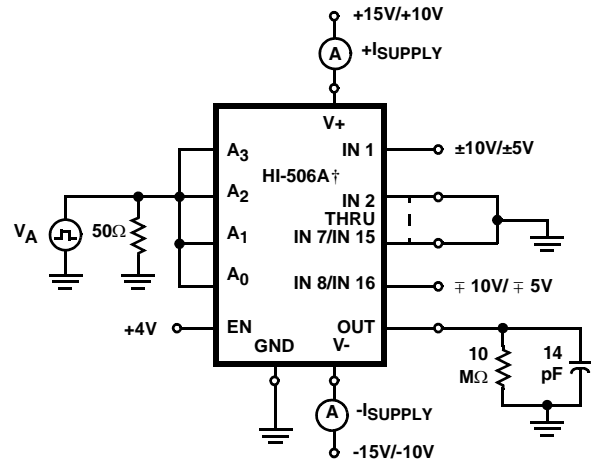 +15V/+10V
A
+ISUPPLY
V+
A3
IN 1
±10V/±5V
HI-506A†
A2
IN 2
THRU
VA
50Ω
A1
IN 7/IN 15
A0
IN 8/IN 16
∓ 10V/ ∓ 5V
+4V
EN
OUT
GND
V-
10
MΩ
14
pF
A
-ISUPPLY
-15V/-10V